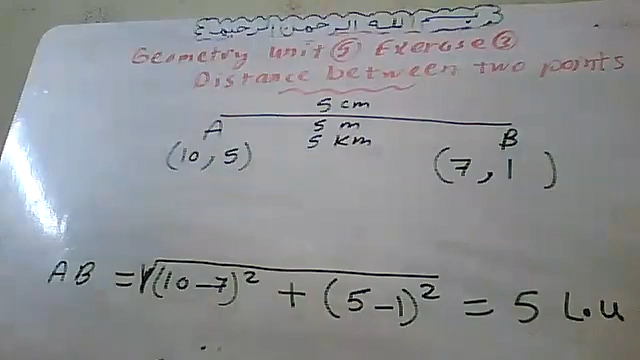 بسم الله الرحمن الرحيم
Geometry Unit ⑤ Exercise ②
Distance between two points
5 cm
A 5 m B
5 Km
(10, 5) (7, 1)
AB = √(10-7)² + (5-1)² = 5 L.u